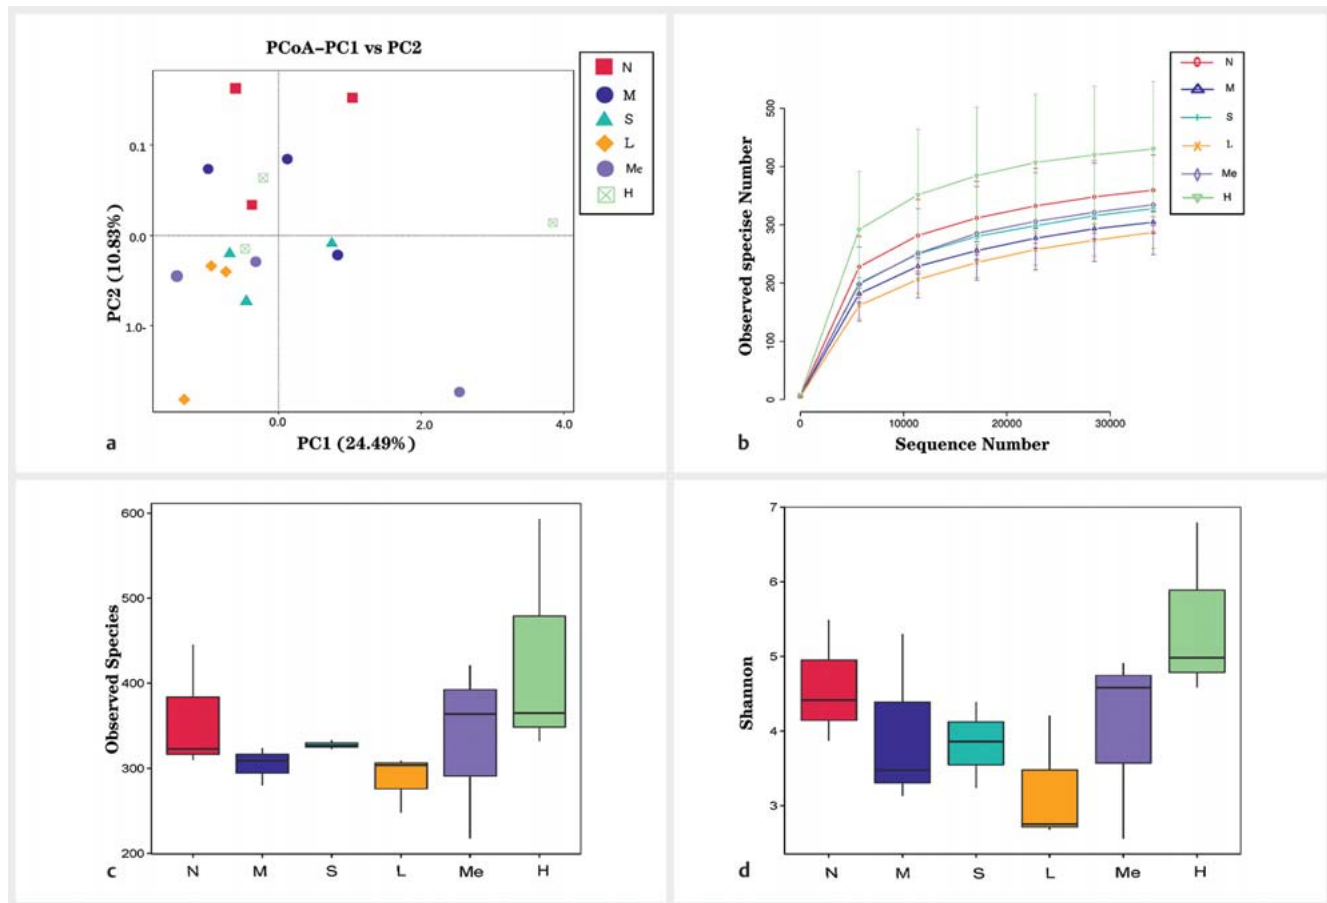 PCoA-PC1 vs PC2
N
M
S
L
Me
H
0.1
0.0
1.0-
PC2 (10.83%)
0.0
2.0
4.0
PC1 (24.49%)
a
N
M
S
L
Me
H
500
400
300
200
100
0
Observed specise Number
0
10000
20000
30000
Sequence Number
b
600
500
400
300
200
Observed Species
N
M
S
L
Me
H
c
7
6
5
4
3
Shannon
N
M
S
L
Me
H
d